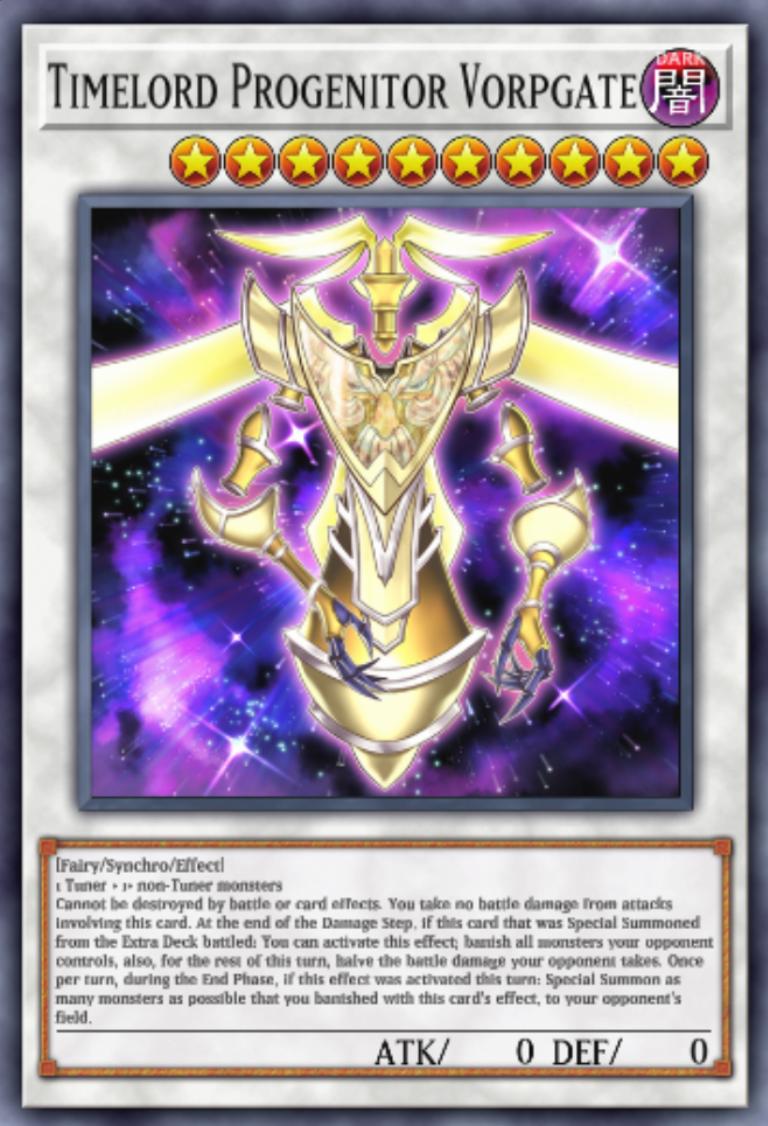 TIMELORD PROGENITOR VORPGATE
DARK
闇
[Fairy/Synchro/Effect]
1 Tuner + 1+ non-Tuner monsters
Cannot be destroyed by battle or card effects. You take no battle damage from attacks
involving this card. At the end of the Damage Step, if this card that was Special Summoned
from the Extra Deck battled: You can activate this effect; banish all monsters your opponent
controls, also, for the rest of this turn, halve the battle damage your opponent takes. Once
per turn, during the End Phase, if this effect was activated this turn: Special Summon as
many monsters as possible that you banished with this card's effect, to your opponent's
field.
ATK/ 0 DEF/ 0